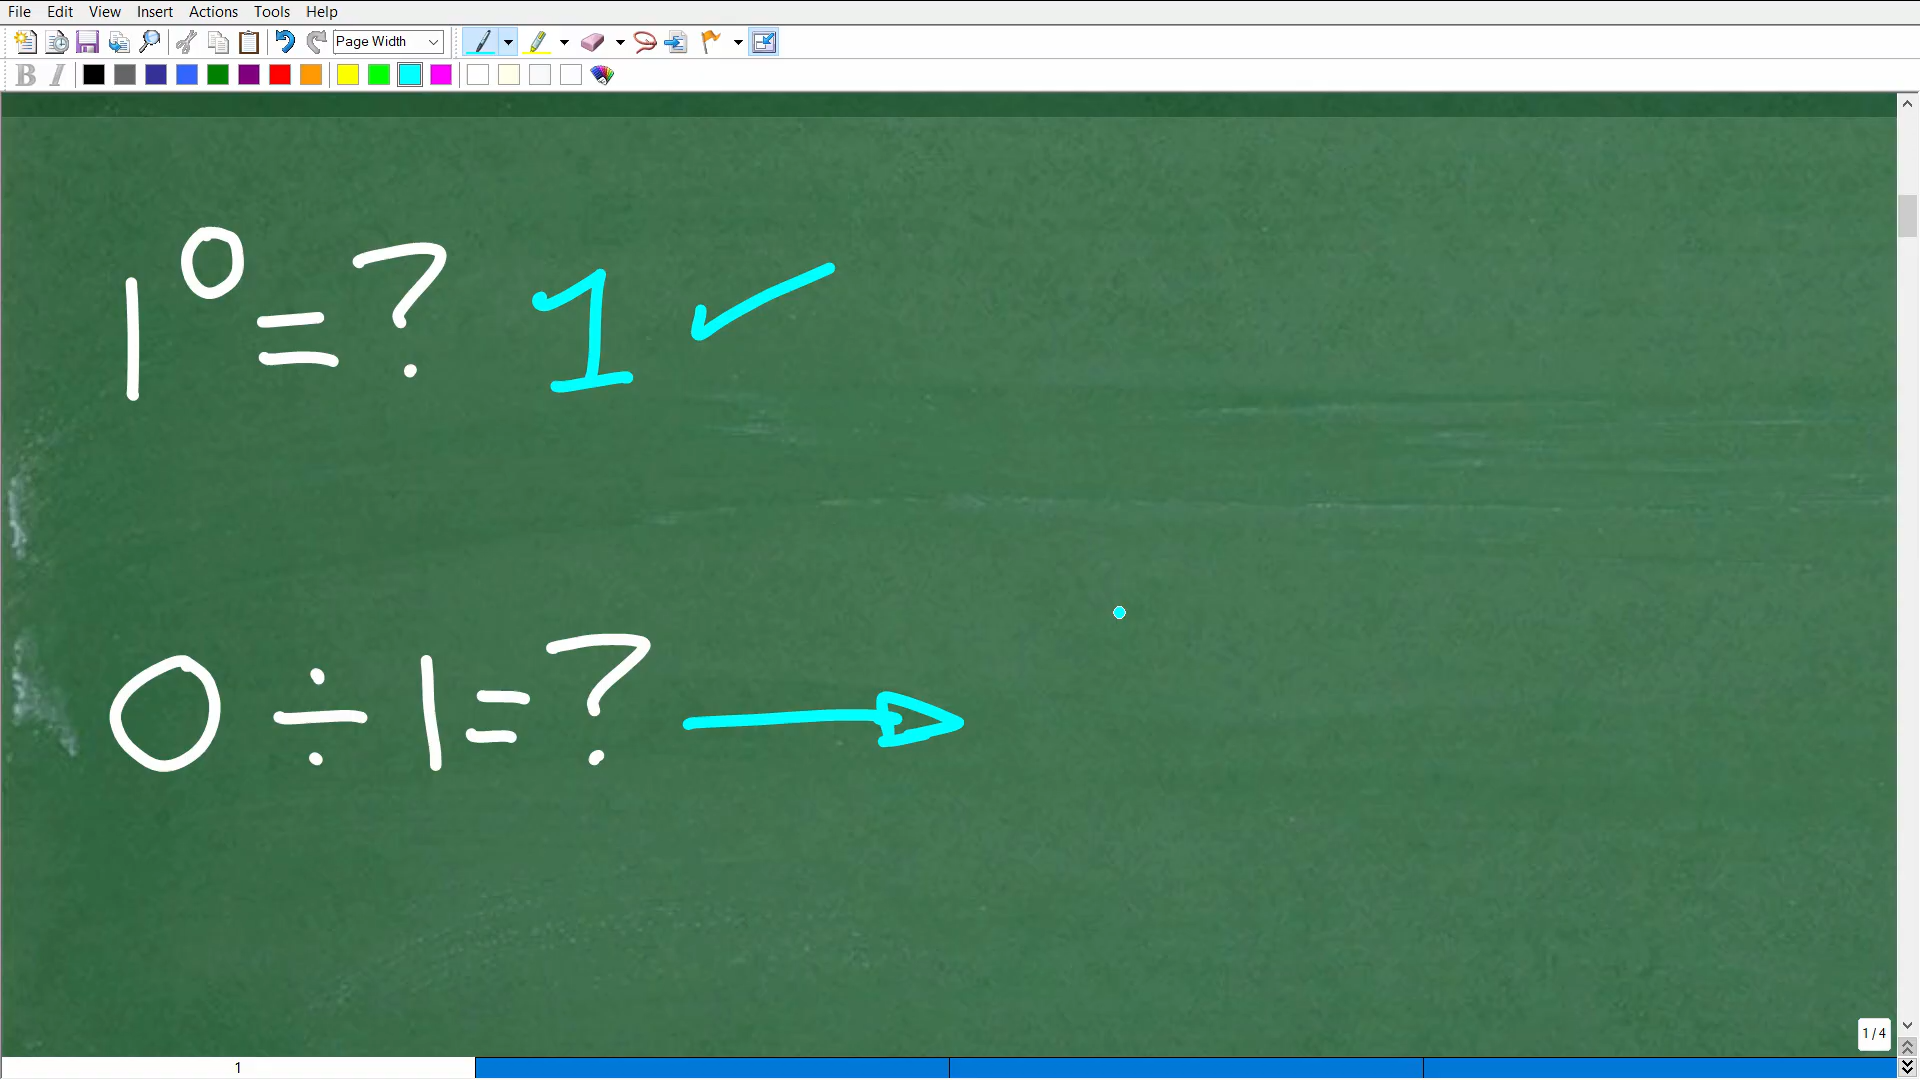 File Edit View Insert Actions Tools Help
Page Width
B I
1⁰ = ? 1 ✓
0 ÷ 1 = ? →
1 / 4
1